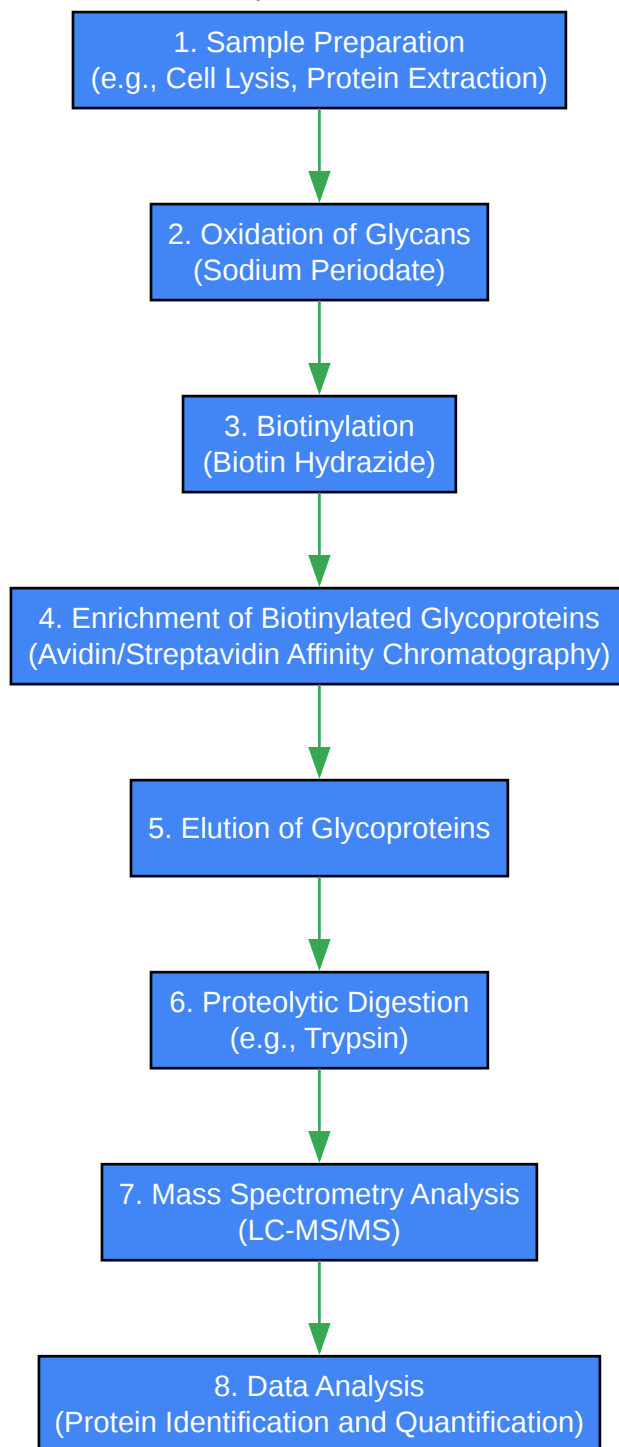 1. Sample Preparation
(e.g., Cell Lysis, Protein Extraction)
2. Oxidation of Glycans
(Sodium Periodate)
3. Biotinylation
(Biotin Hydrazide)
4. Enrichment of Biotinylated Glycoproteins
(Avidin/Streptavidin Affinity Chromatography)
5. Elution of Glycoproteins
6. Proteolytic Digestion
(e.g., Trypsin)
7. Mass Spectrometry Analysis
(LC-MS/MS)
8. Data Analysis
(Protein Identification and Quantification)